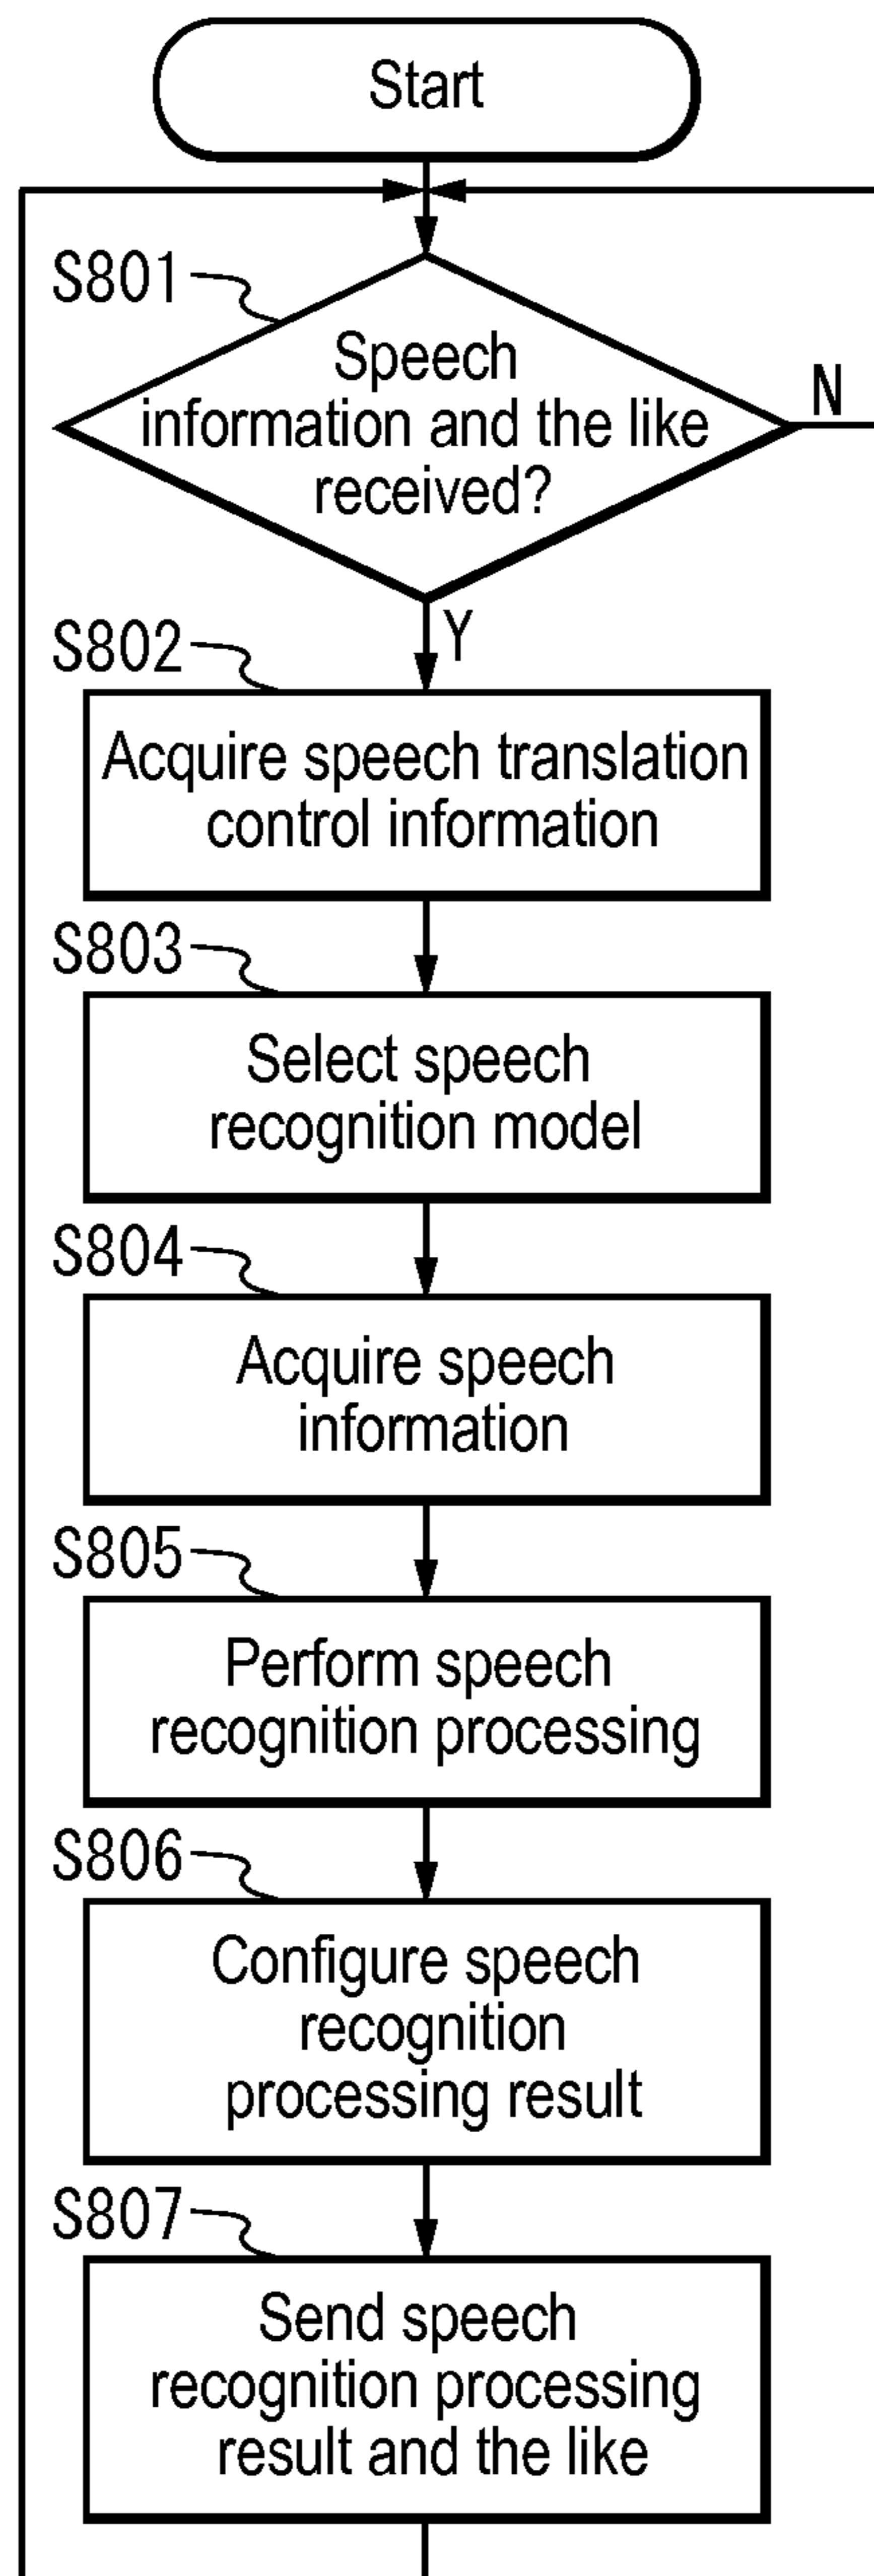 Start
S801
Speech
information and the like
received?
N
Y
S802
Acquire speech translation
control information
S803
Select speech
recognition model
S804
Acquire speech
information
S805
Perform speech
recognition processing
S806
Configure speech
recognition
processing result
S807
Send speech
recognition processing
result and the like